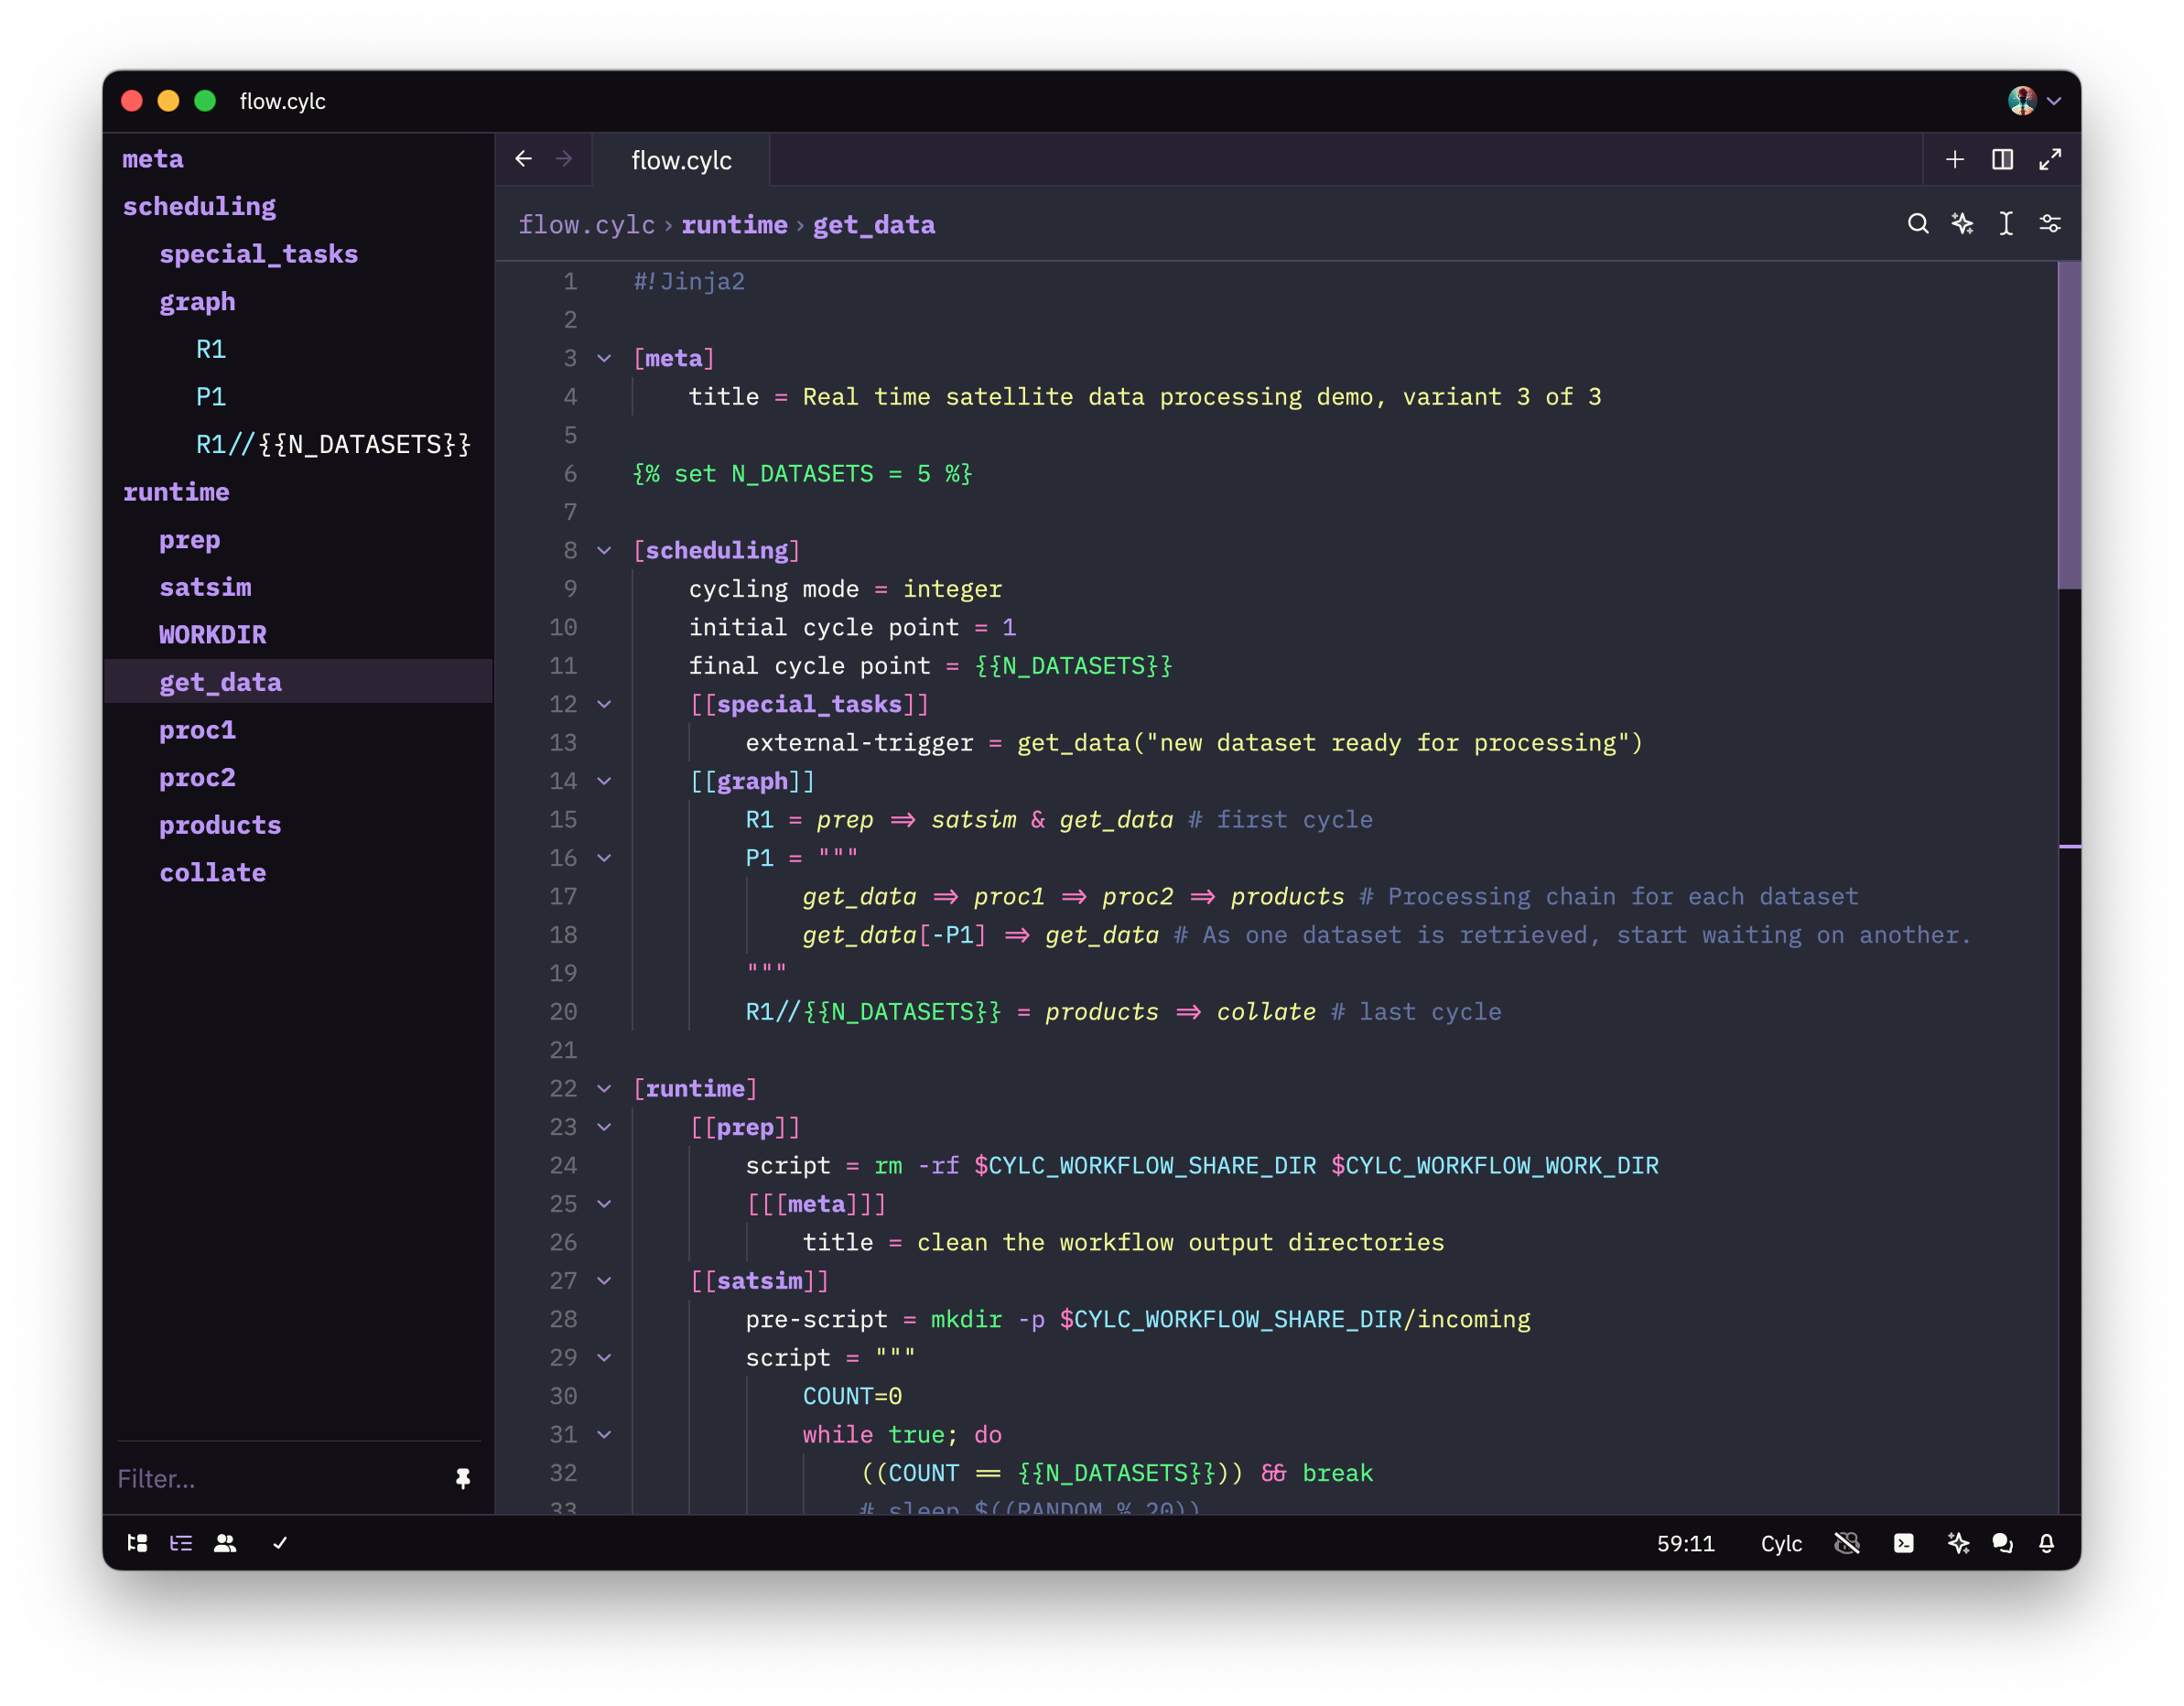 flow.cylc
meta
scheduling
special_tasks
graph
R1
P1
R1//{{N_DATASETS}}
runtime
prep
satsim
WORKDIR
get_data
proc1
proc2
products
collate
Filter...
flow.cylc
flow.cylc › runtime › get_data
1 #!Jinja2
2
3 [meta]
4 title = Real time satellite data processing demo, variant 3 of 3
5
6 {% set N_DATASETS = 5 %}
7
8 [scheduling]
9 cycling mode = integer
10 initial cycle point = 1
11 final cycle point = {{N_DATASETS}}
12 [[special_tasks]]
13 external-trigger = get_data("new dataset ready for processing")
14 [[graph]]
15 R1 = prep => satsim & get_data # first cycle
16 P1 = """
17 get_data => proc1 => proc2 => products # Processing chain for each dataset
18 get_data[-P1] => get_data # As one dataset is retrieved, start waiting on another.
19 """
20 R1//{{N_DATASETS}} = products => collate # last cycle
21
22 [runtime]
23 [[prep]]
24 script = rm -rf $CYLC_WORKFLOW_SHARE_DIR $CYLC_WORKFLOW_WORK_DIR
25 [[[meta]]]
26 title = clean the workflow output directories
27 [[satsim]]
28 pre-script = mkdir -p $CYLC_WORKFLOW_SHARE_DIR/incoming
29 script = """
30 COUNT=0
31 while true; do
32 ((COUNT == {{N_DATASETS}})) && break
33 # sleep $((RANDOM % 20))
59:11 Cylc